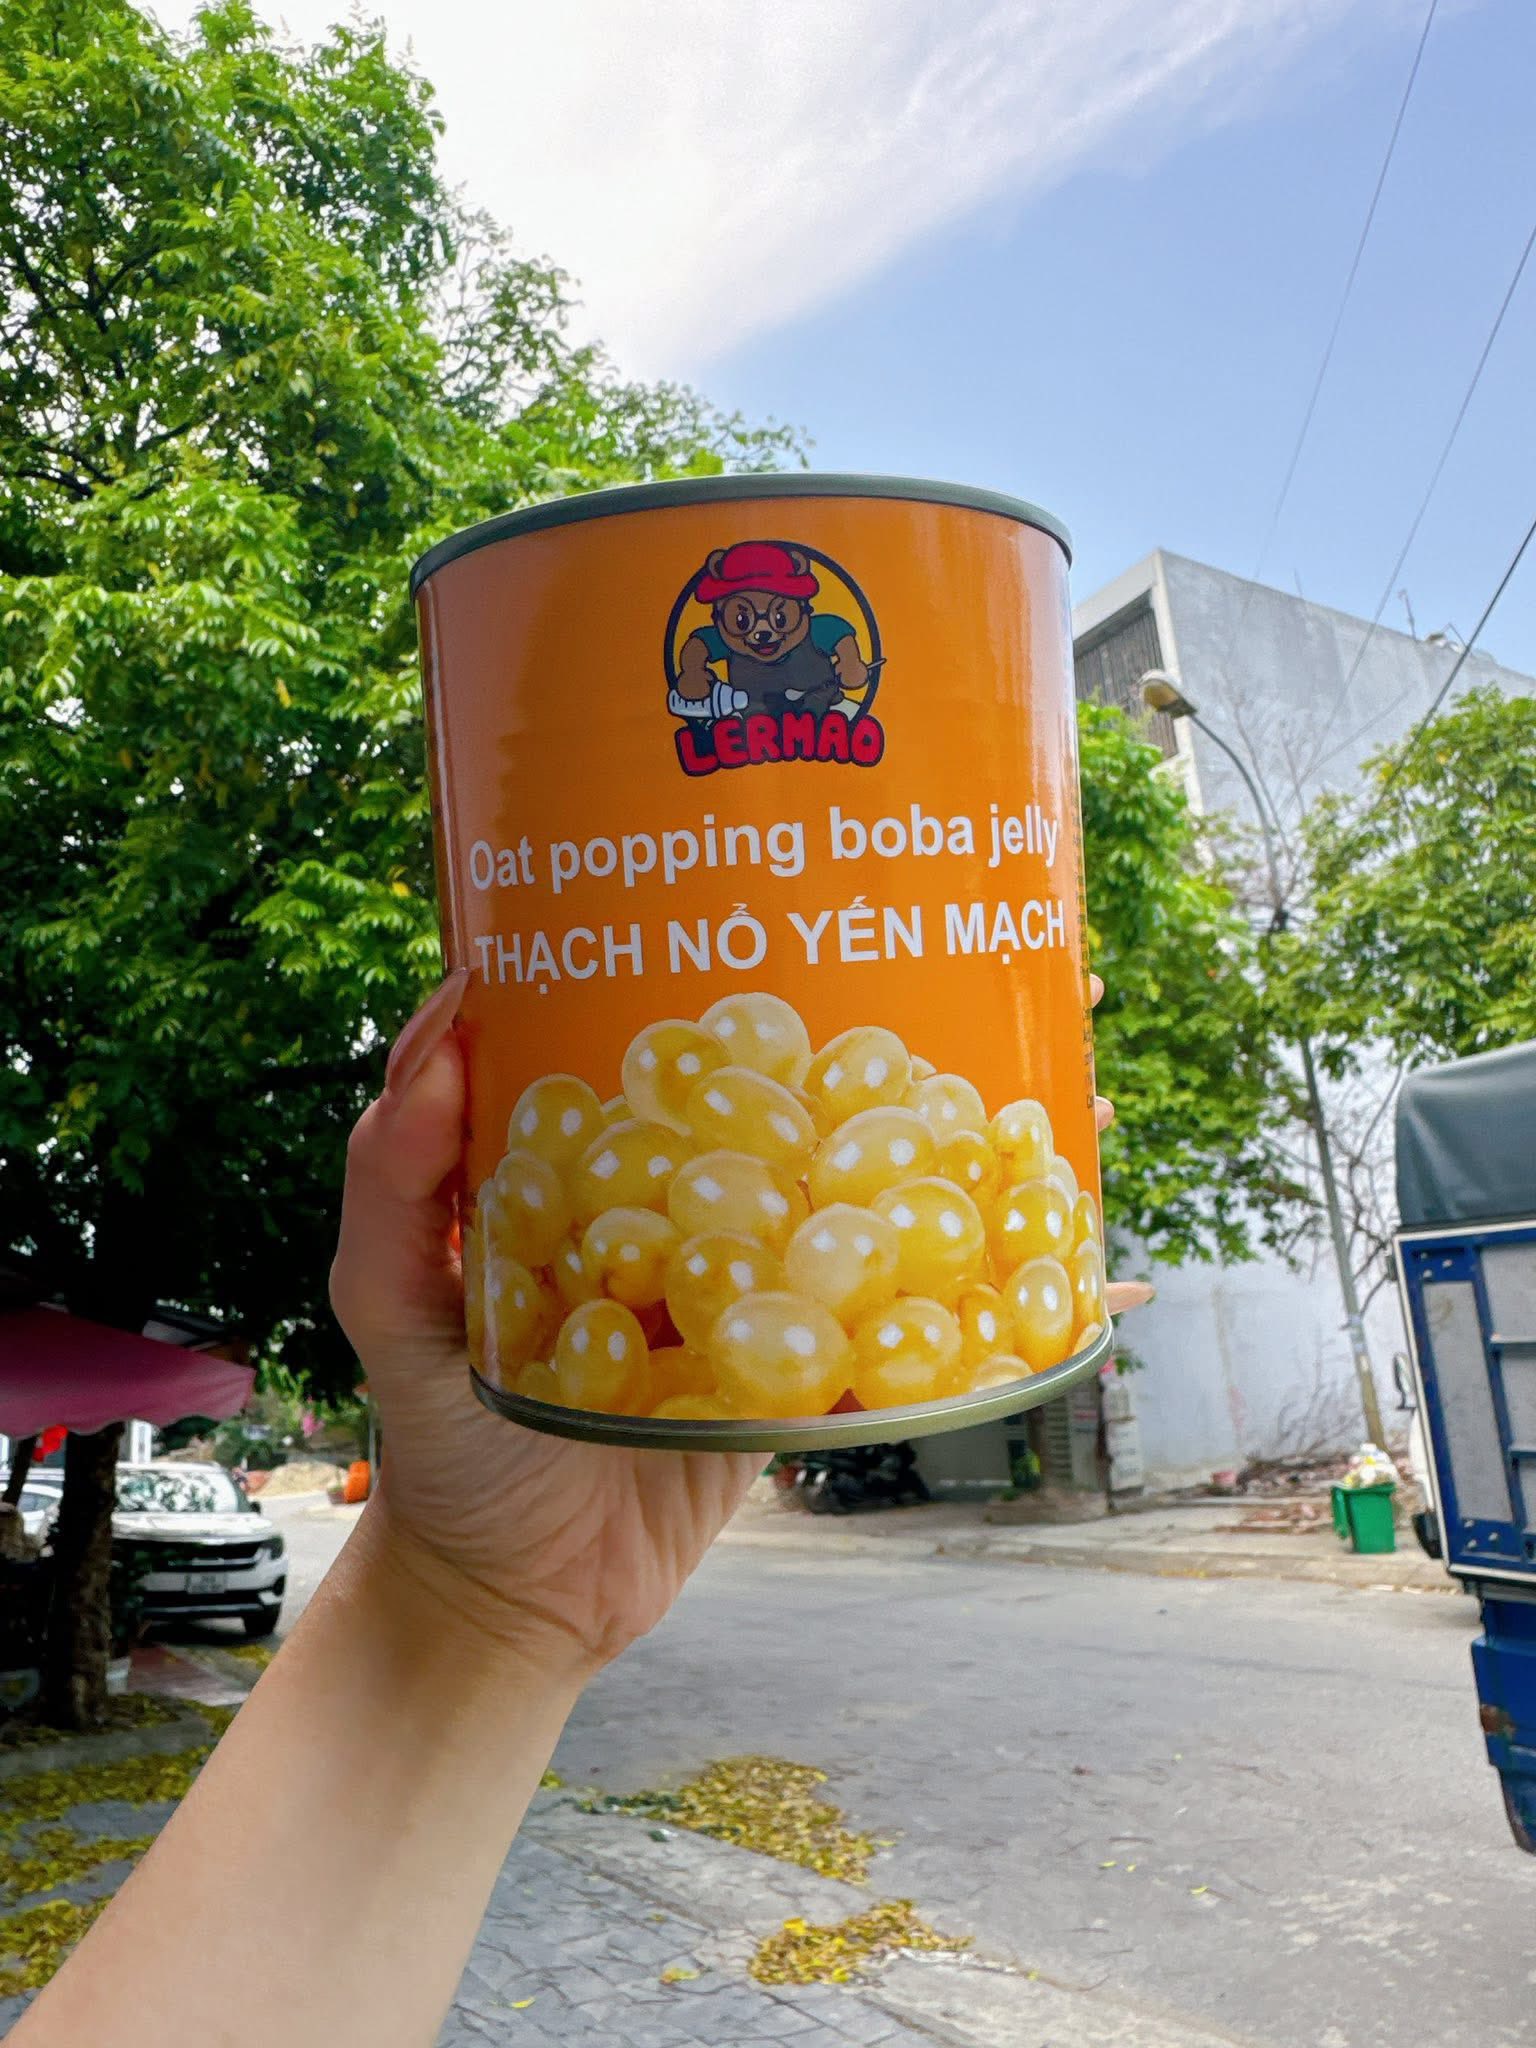 LERMAO
Oat popping boba jelly
THẠCH NỔ YẾN MẠCH